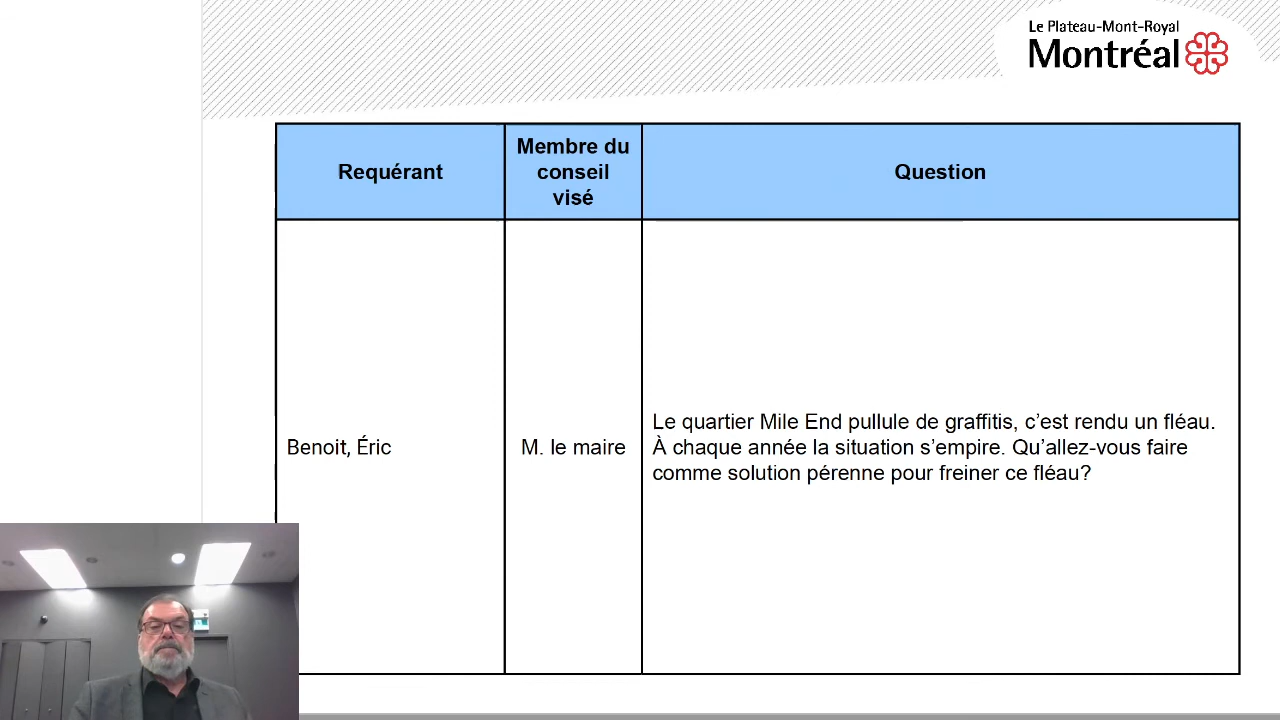 Le Plateau-Mont-Royal
Montréal
Requérant
Membre du
conseil
visé
Question
Benoit, Éric
M. le maire
Le quartier Mile End pullule de graffitis, c’est rendu un fléau.
À chaque année la situation s’empire. Qu’allez-vous faire
comme solution pérenne pour freiner ce fléau?